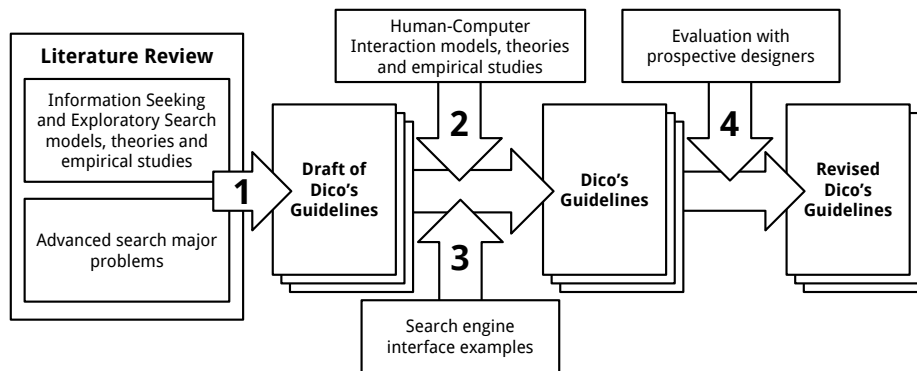 Literature Review
Information Seeking
and Exploratory Search
models, theories and
empirical studies
Advanced search major
problems
1
Draft of
Dico's
Guidelines
Human-Computer
Interaction models, theories
and empirical studies
2
3
Search engine
interface examples
Dico's
Guidelines
Evaluation with
prospective designers
4
Revised
Dico's
Guidelines